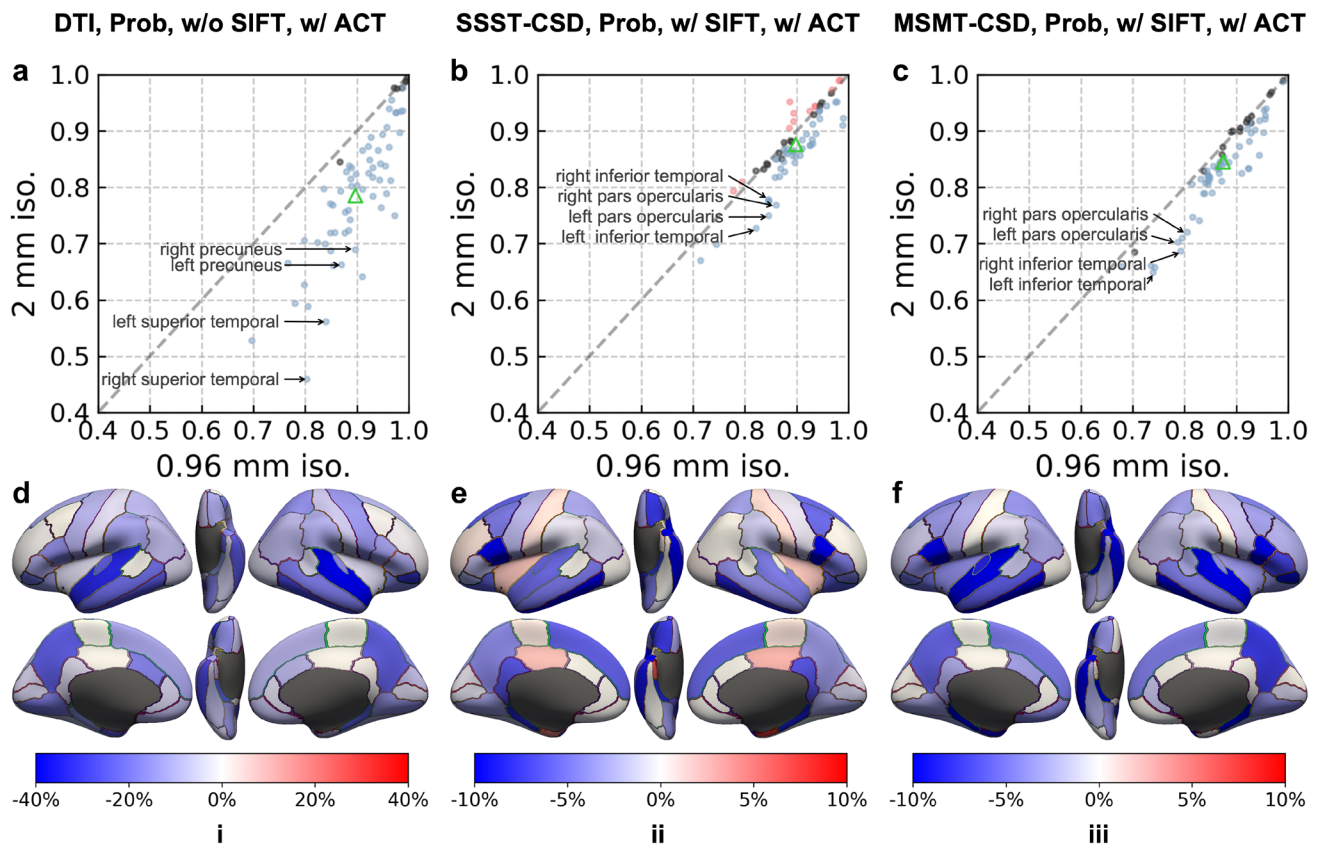 DTI, Prob, w/o SIFT, w/ ACT
SSST-CSD, Prob, w/ SIFT, w/ ACT
MSMT-CSD, Prob, w/ SIFT, w/ ACT
a
1.0
0.9
0.8
0.7
0.6
0.5
0.4
2 mm iso.
right precuneus
left precuneus
left superior temporal
right superior temporal
0.4 0.5 0.6 0.7 0.8 0.9 1.0
0.96 mm iso.
b
1.0
0.9
0.8
0.7
0.6
0.5
0.4
2 mm iso.
right inferior temporal
right pars opercularis
left pars opercularis
left inferior temporal
0.4 0.5 0.6 0.7 0.8 0.9 1.0
0.96 mm iso.
c
1.0
0.9
0.8
0.7
0.6
0.5
0.4
2 mm iso.
right pars opercularis
left pars opercularis
right inferior temporal
left inferior temporal
0.4 0.5 0.6 0.7 0.8 0.9 1.0
0.96 mm iso.
d
e
f
-40% -20% 0% 20% 40%
-10% -5% 0% 5% 10%
-10% -5% 0% 5% 10%
i
ii
iii